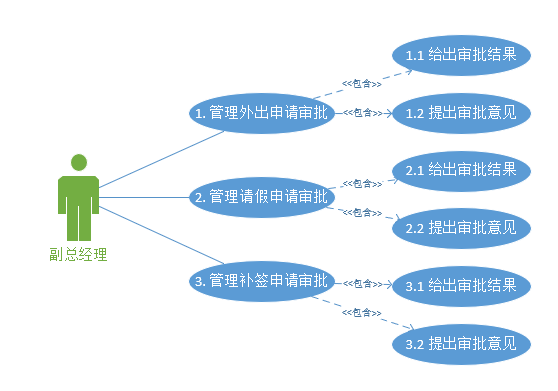 1.1 给出审批结果
<<包含>>
1. 管理外出申请审批
<<包含>>
1.2 提出审批意见
2.1 给出审批结果
<<包含>>
2. 管理请假申请审批
<<包含>>
2.2 提出审批意见
副总经理
3. 管理补签申请审批
<<包含>>
3.1 给出审批结果
<<包含>>
3.2 提出审批意见